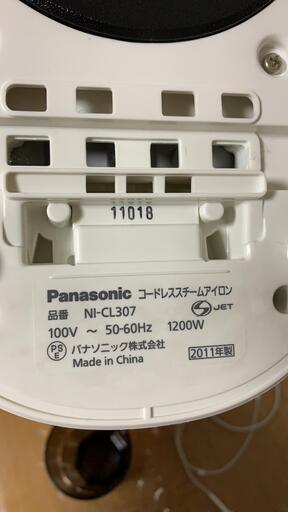 11018
Panasonic コードレススチームアイロン
品番 NI-CL307 S JET
100V ～ 50-60Hz 1200W
PSE パナソニック株式会社 2011年製
Made in China